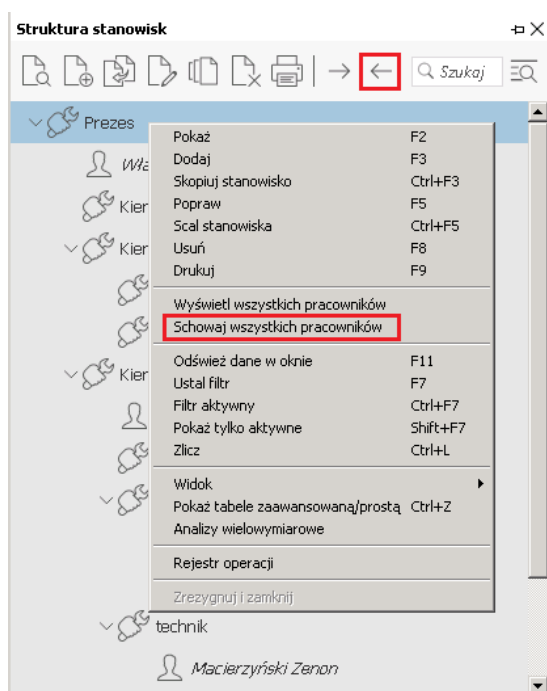 Struktura stanowisk
Szukaj
Prezes
Pokaż F2
Dodaj F3
Skopiuj stanowisko Ctrl+F3
Popraw F5
Scal stanowiska Ctrl+F5
Usuń F8
Drukuj F9
Wyświetl wszystkich pracowników
Schowaj wszystkich pracowników
Odśwież dane w oknie F11
Ustal filtr F7
Filtr aktywny Ctrl+F7
Pokaż tylko aktywne Shift+F7
Zlicz Ctrl+L
Widok
Pokaż tabele zaawansowaną/prostą Ctrl+Z
Analizy wielowymiarowe
Rejestr operacji
Zrezygnuj i zamknij
Kier
Kier
Kier
technik
Macierzyński Zenon